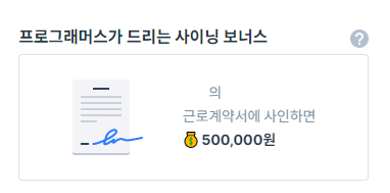 프로그래머스가 드리는 사이닝 보너스
?
의
근로계약서에 사인하면
500,000원